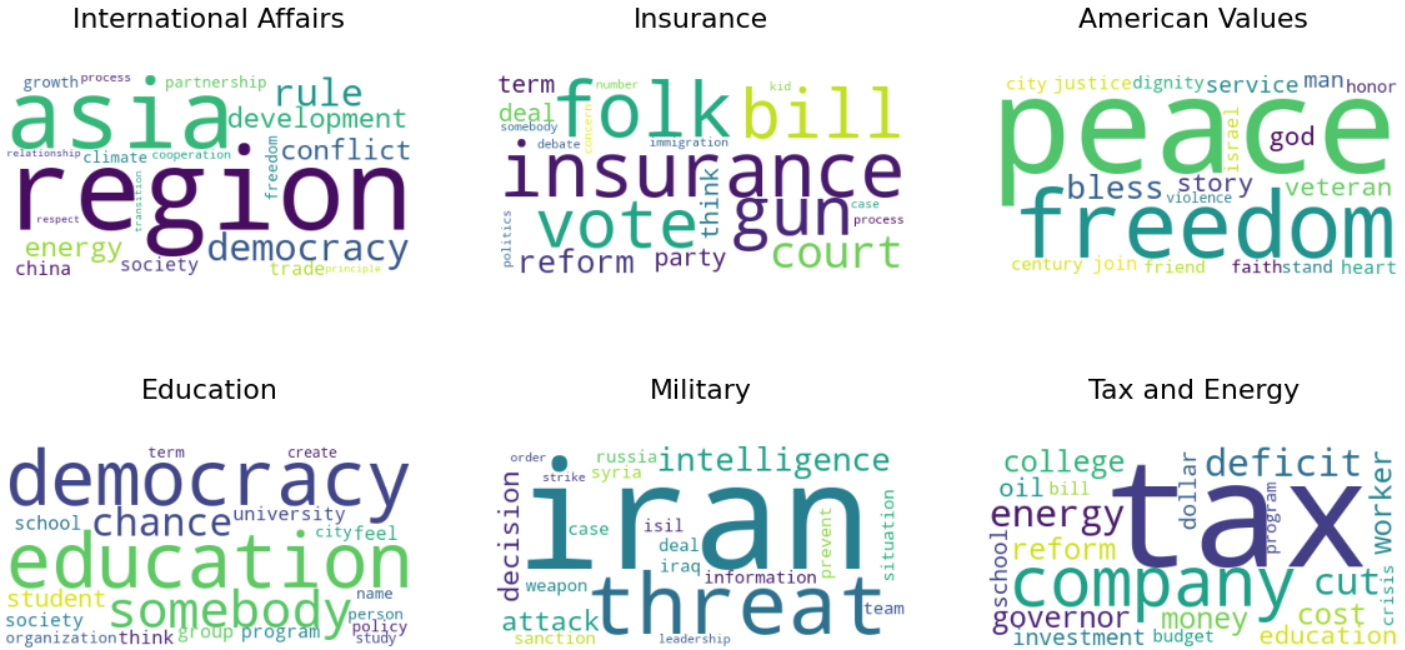 International Affairs
growth process partnership
asia rule
development
relationship climate cooperation freedom conflict
region
respect transition
energy democracy
china society trade principle
Insurance
term number kid
deal folk bill
somebody concern
debate immigration
insurance
vote think gun case
politics process
reform party court
American Values
city justice dignity service man honor
peace
israel god
bless story veteran
violence
freedom
century join friend faith stand heart
Education
term create
democracy
school chance university
city feel
education
student somebody name
society person
organization think group program policy
study
Military
order russia intelligence
strike syria
decision iran
case isil prevent situation
deal
iraq
weapon information
threat team
attack
sanction leadership
Tax and Energy
college dollar deficit
oil bill tax worker
energy program
reform
school company cut
crisis
governor money cost
investment budget education